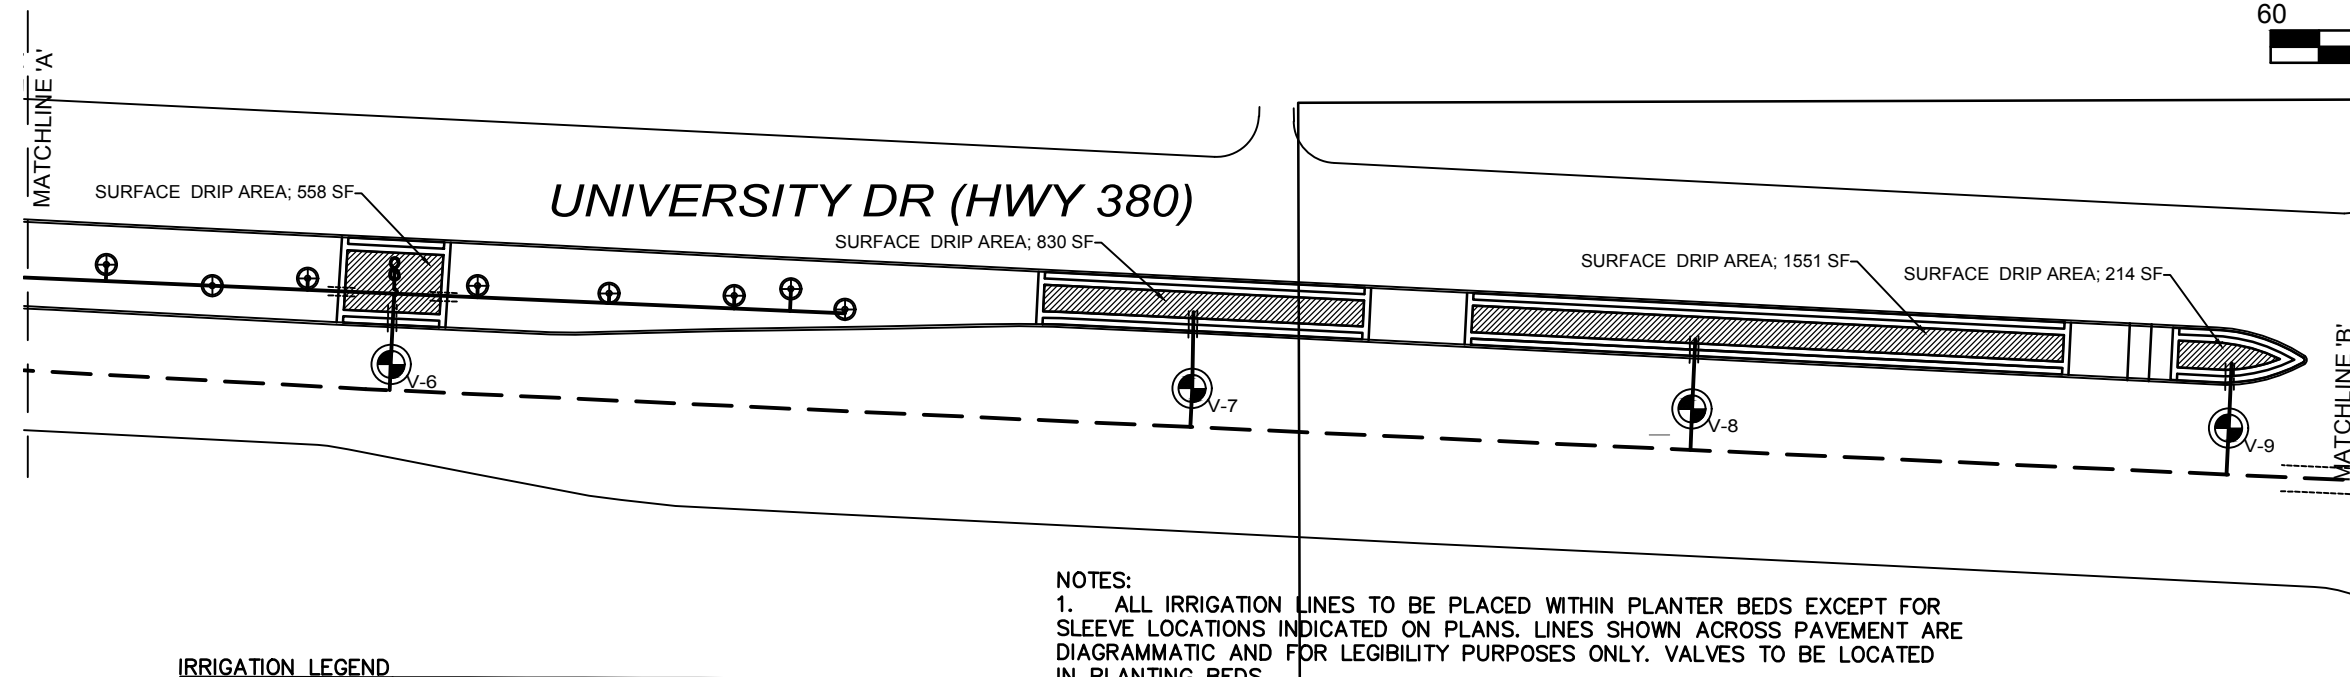 60
MATCHLINE 'A'
SURFACE DRIP AREA; 558 SF
UNIVERSITY DR (HWY 380)
SURFACE DRIP AREA; 830 SF
SURFACE DRIP AREA; 1551 SF
SURFACE DRIP AREA; 214 SF
V-6
V-7
V-8
V-9
MATCHLINE 'B'
NOTES:
1. ALL IRRIGATION LINES TO BE PLACED WITHIN PLANTER BEDS EXCEPT FOR
SLEEVE LOCATIONS INDICATED ON PLANS. LINES SHOWN ACROSS PAVEMENT ARE
DIAGRAMMATIC AND FOR LEGIBILITY PURPOSES ONLY. VALVES TO BE LOCATED
IN PLANTING BEDS
IRRIGATION LEGEND